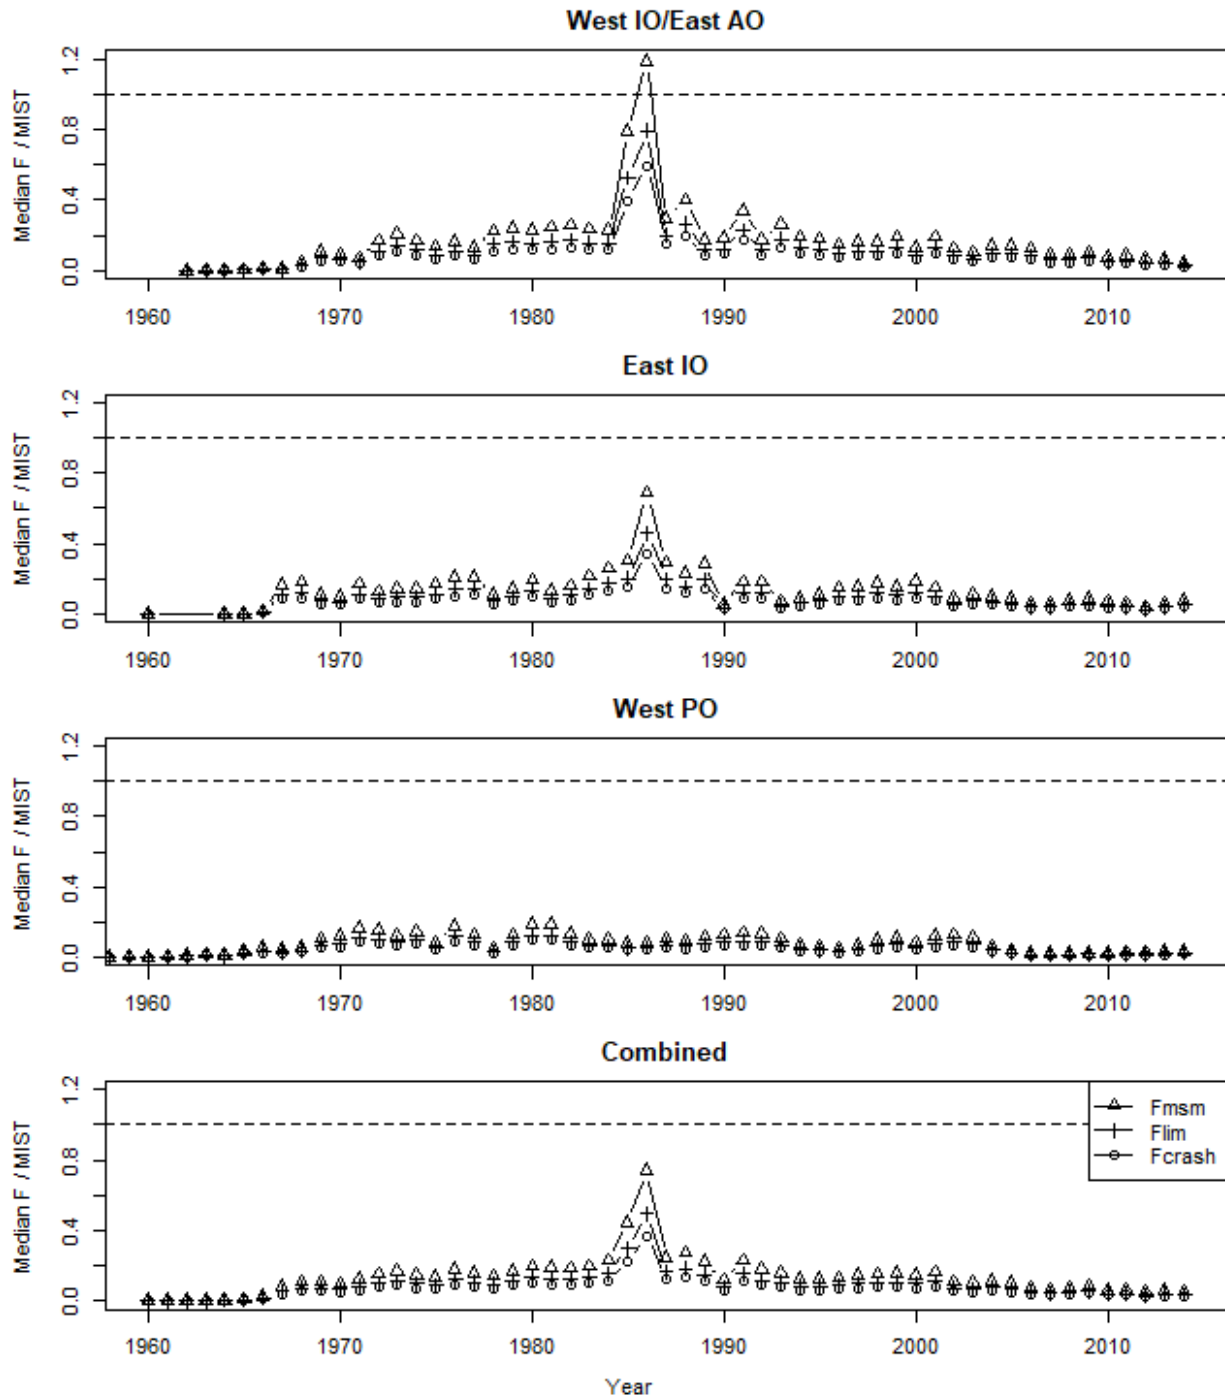 West IO/East AO
Median F / MIST
1.2
0.8
0.4
0.0
1960 1970 1980 1990 2000 2010
East IO
Median F / MIST
1.2
0.8
0.4
0.0
1960 1970 1980 1990 2000 2010
West PO
Median F / MIST
1.2
0.8
0.4
0.0
1960 1970 1980 1990 2000 2010
Combined
Median F / MIST
1.2
0.8
0.4
0.0
Fmsm
Flim
Fcrash
1960 1970 1980 1990 2000 2010
Year